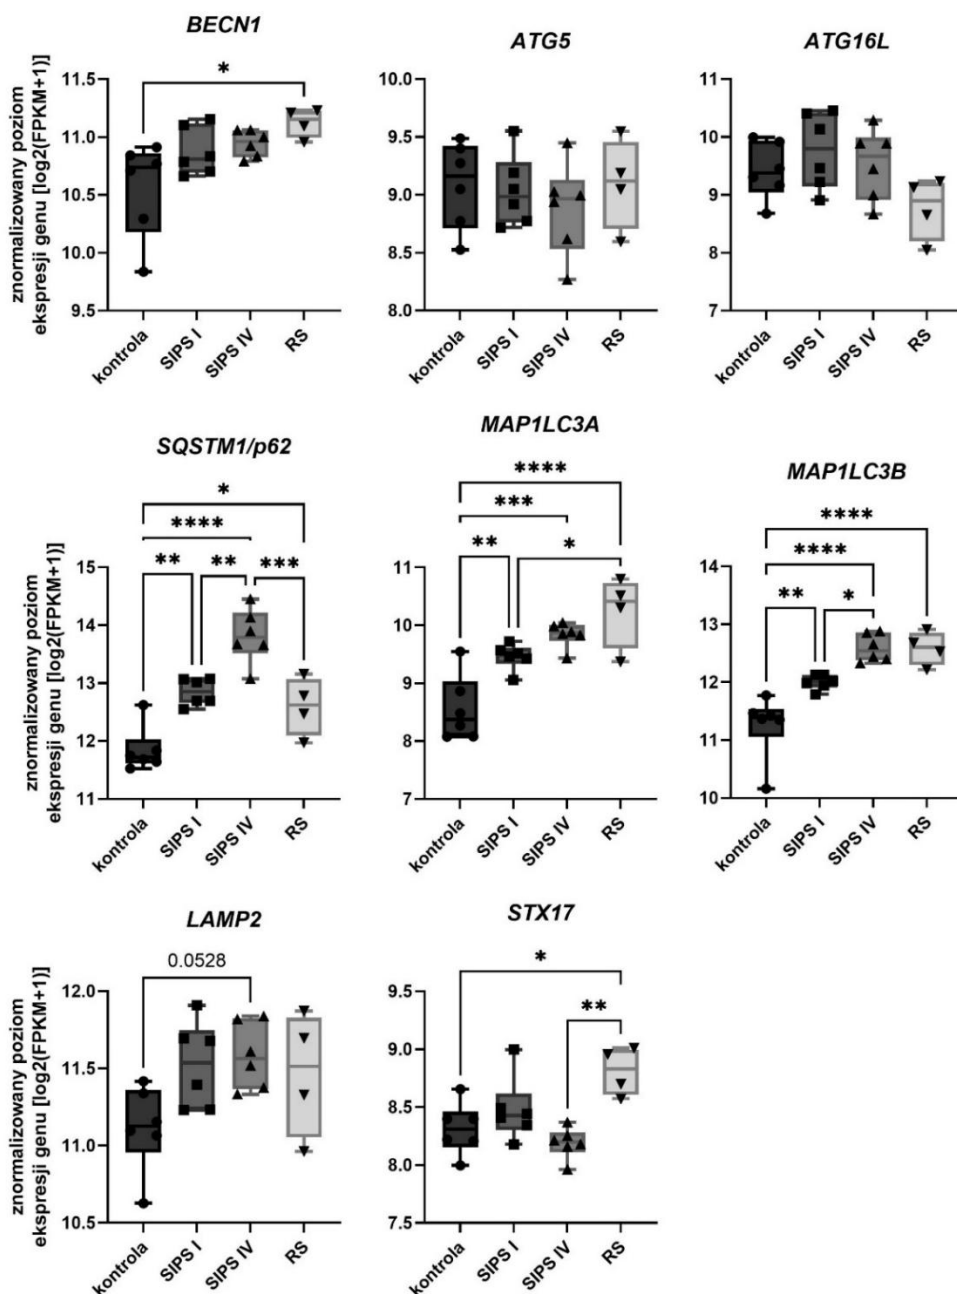 BECN1
ATG5
ATG16L
znormalizowany poziom
ekspresji genu [log2(FPKM+1)]
11.5
11.0
10.5
10.0
9.5
*
kontrola
SIPS I
SIPS IV
RS
10.0
9.5
9.0
8.5
8.0
kontrola
SIPS I
SIPS IV
RS
11
10
9
8
7
kontrola
SIPS I
SIPS IV
RS
SQSTM1/p62
MAP1LC3A
MAP1LC3B
znormalizowany poziom
ekspresji genu [log2(FPKM+1)]
*
****
** ** ***
15
14
13
12
11
kontrola
SIPS I
SIPS IV
RS
****
***
** *
11
10
9
8
7
kontrola
SIPS I
SIPS IV
RS
****
****
** *
14
13
12
11
10
kontrola
SIPS I
SIPS IV
RS
LAMP2
STX17
znormalizowany poziom
ekspresji genu [log2(FPKM+1)]
0.0528
12.0
11.5
11.0
10.5
kontrola
SIPS I
SIPS IV
RS
*
**
9.5
9.0
8.5
8.0
7.5
kontrola
SIPS I
SIPS IV
RS